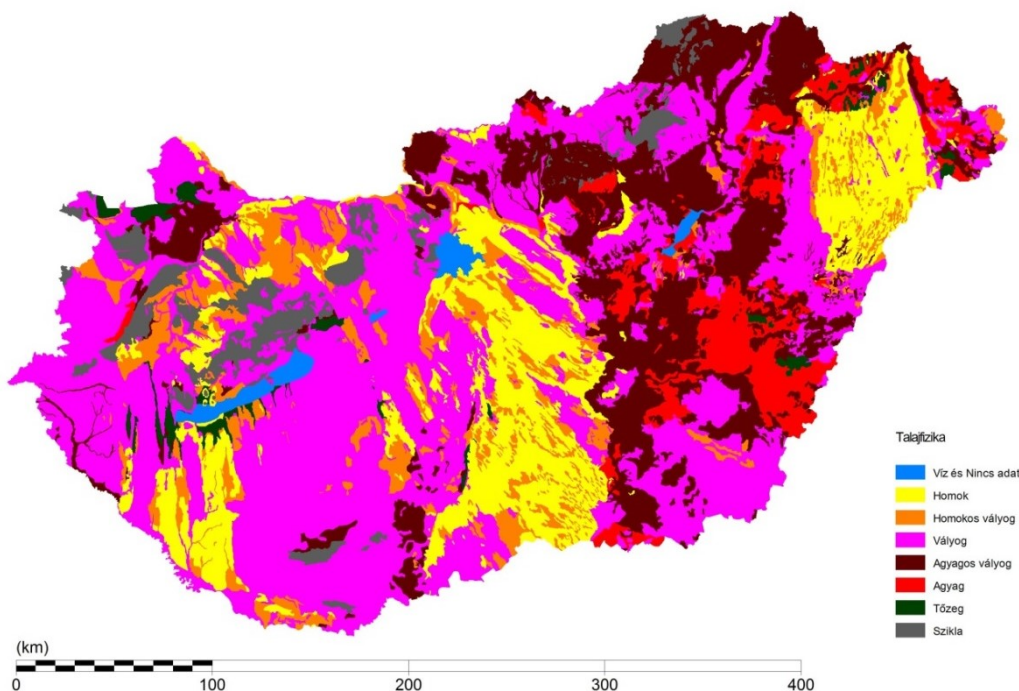 Talajfizika
Víz és Nincs adat
Homok
Homokos vályog
Vályog
Agyagos vályog
Agyag
Tőzeg
Szikla
(km)
0 100 200 300 400